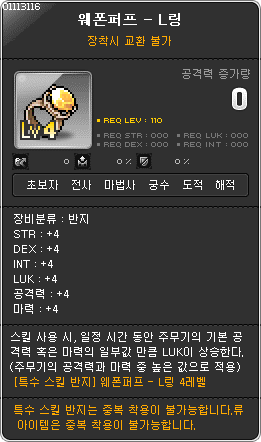 01113116
웨폰퍼프 - L링
장착시 교환 불가
공격력 증가량
0
LV 4
REQ LEV : 110
REQ STR : 000 REQ LUK : 000
REQ DEX : 000 REQ INT : 000
0 % 0 % 0 %
초보자 전사 마법사 궁수 도적 해적
장비분류 : 반지
STR : +4
DEX : +4
INT : +4
LUK : +4
공격력 : +4
마력 : +4
스킬 사용 시, 일정 시간 동안 주무기의 기본 공
격력 혹은 마력의 일부값 만큼 LUK이 상승한다.
(주무기의 공격력과 마력 중 높은 값으로 적용)
[특수 스킬 반지] 웨폰퍼프 - L링 4레벨
특수 스킬 반지는 중복 착용이 불가능합니다.류
아이템은 중복 착용이 불가능합니다.